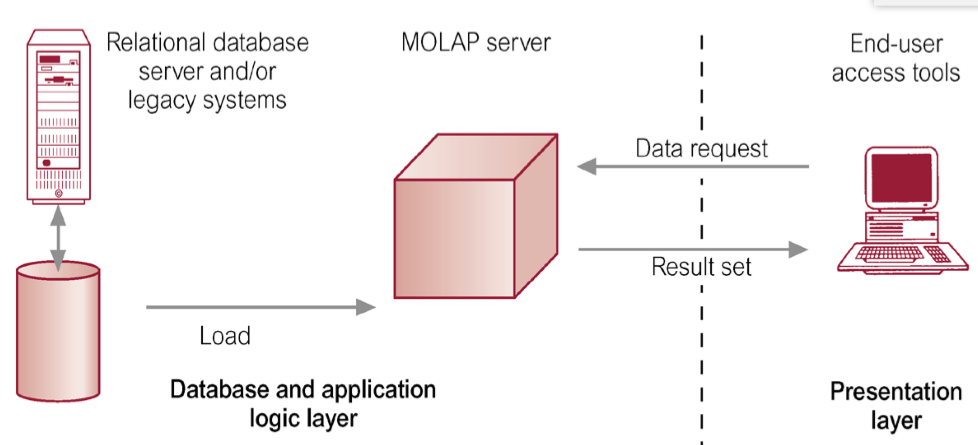 Relational database
server and/or
legacy systems
MOLAP server
End-user
access tools
Data request
Result set
Load
Database and application
logic layer
Presentation
layer